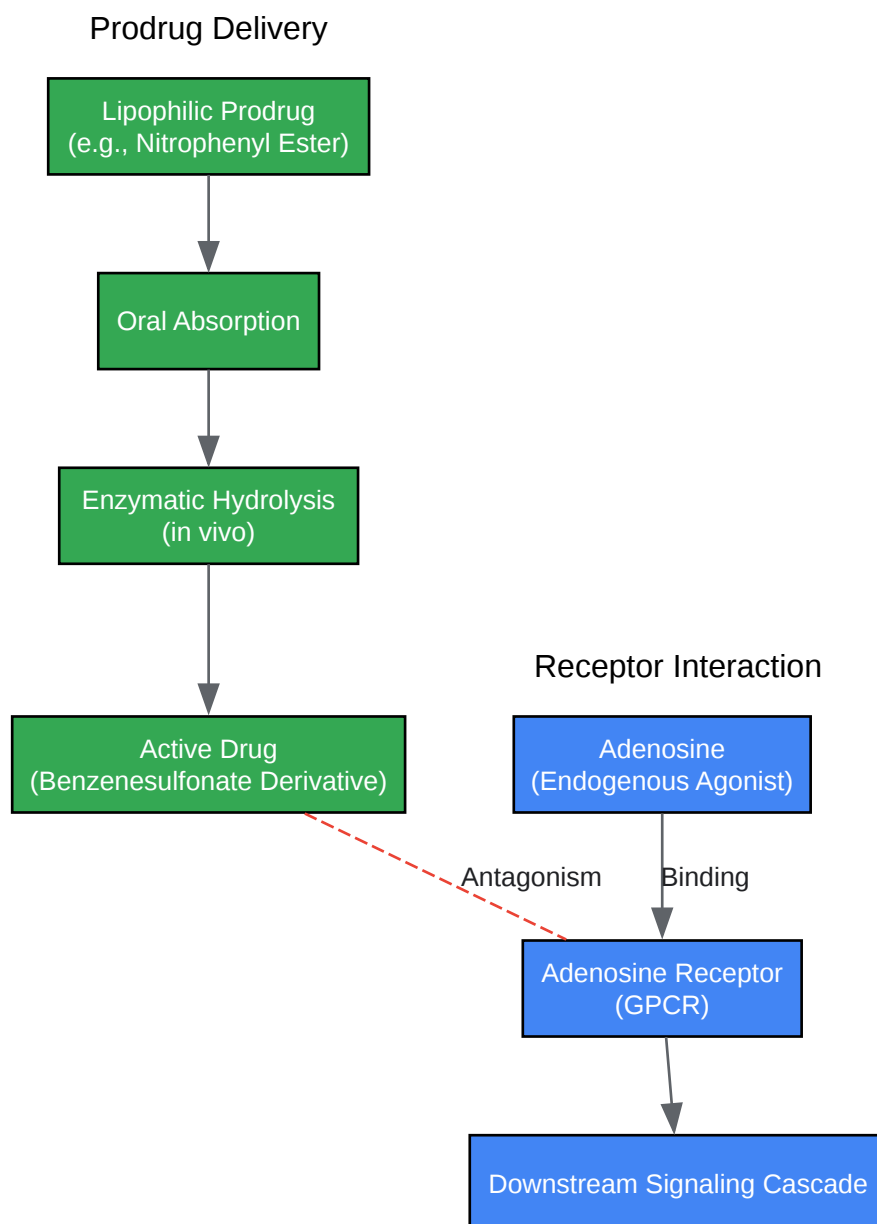 Prodrug Delivery
Lipophilic Prodrug
(e.g., Nitrophenyl Ester)
Oral Absorption
Enzymatic Hydrolysis
(in vivo)
Active Drug
(Benzenesulfonate Derivative)
Receptor Interaction
Adenosine
(Endogenous Agonist)
Antagonism
Binding
Adenosine Receptor
(GPCR)
Downstream Signaling Cascade